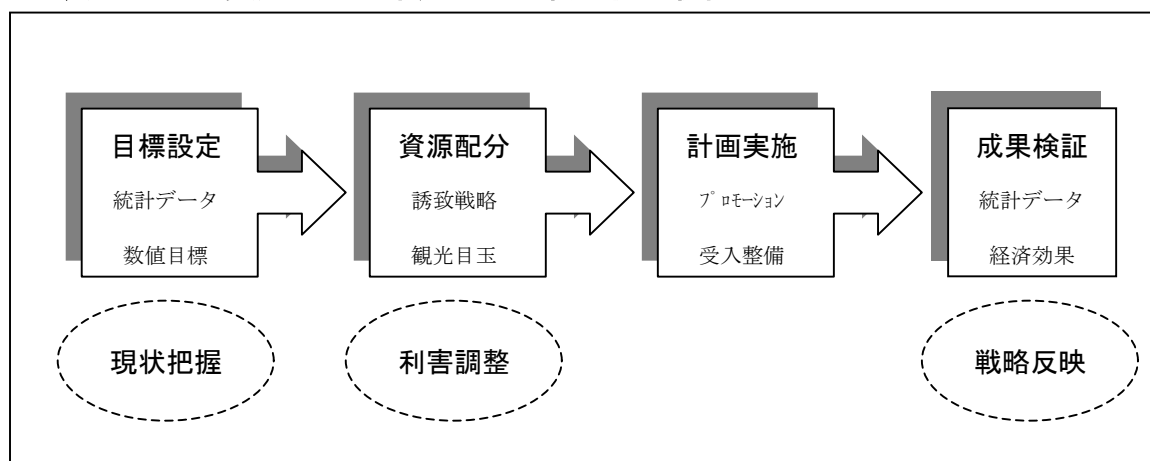 目標設定
統計データ
数値目標
資源配分
誘致戦略
観光目玉
計画実施
ﾌﾟﾛﾓｰｼｮﾝ
受入整備
成果検証
統計データ
経済効果
現状把握
利害調整
戦略反映